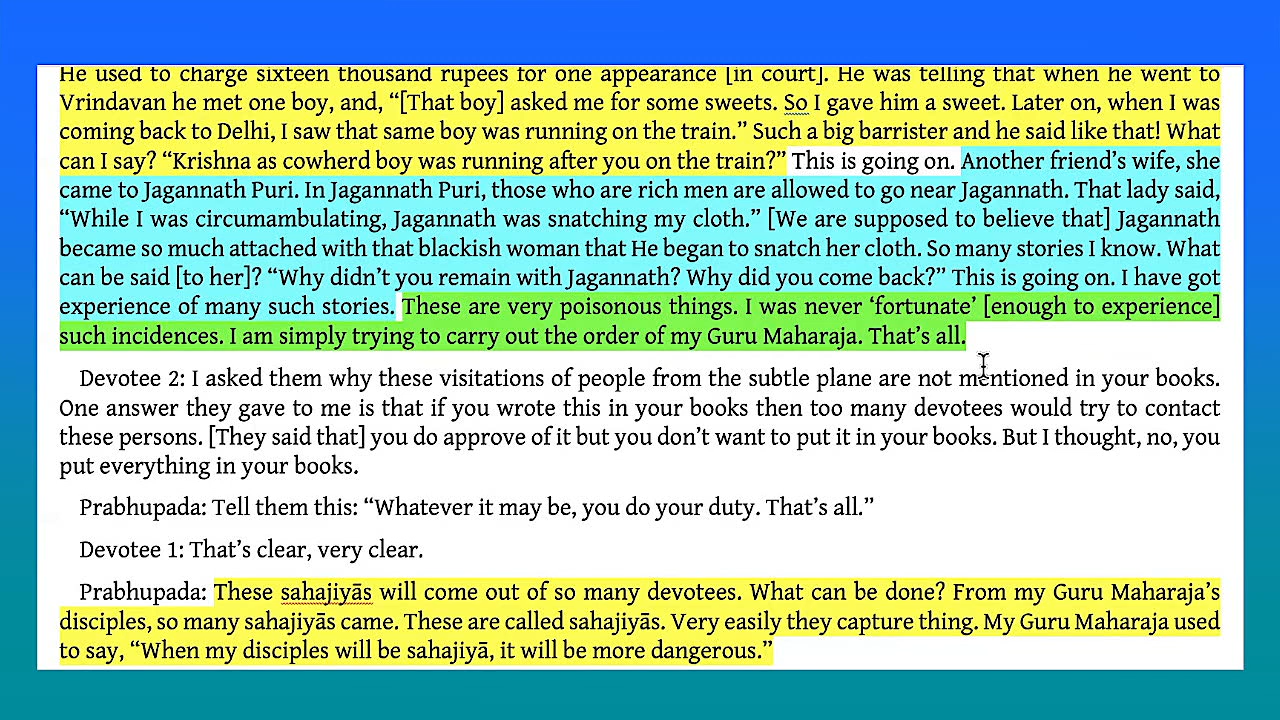 He used to charge sixteen thousand rupees for one appearance [in court]. He was telling that when he went to
Vrindavan he met one boy, and, “[That boy] asked me for some sweets. So I gave him a sweet. Later on, when I was
coming back to Delhi, I saw that same boy was running on the train.” Such a big barrister and he said like that! What
can I say? “Krishna as cowherd boy was running after you on the train?” This is going on. Another friend’s wife, she
came to Jagannath Puri. In Jagannath Puri, those who are rich men are allowed to go near Jagannath. That lady said,
“While I was circumambulating, Jagannath was snatching my cloth.” [We are supposed to believe that] Jagannath
became so much attached with that blackish woman that He began to snatch her cloth. So many stories I know. What
can be said [to her]? “Why didn’t you remain with Jagannath? Why did you come back?” This is going on. I have got
experience of many such stories. These are very poisonous things. I was never ‘fortunate’ [enough to experience]
such incidences. I am simply trying to carry out the order of my Guru Maharaja. That’s all.
Devotee 2: I asked them why these visitations of people from the subtle plane are not mentioned in your books.
One answer they gave to me is that if you wrote this in your books then too many devotees would try to contact
these persons. [They said that] you do approve of it but you don’t want to put it in your books. But I thought, no, you
put everything in your books.
Prabhupada: Tell them this: “Whatever it may be, you do your duty. That’s all.”
Devotee 1: That’s clear, very clear.
Prabhupada: These sahajiyās will come out of so many devotees. What can be done? From my Guru Maharaja’s
disciples, so many sahajiyās came. These are called sahajiyās. Very easily they capture thing. My Guru Maharaja used
to say, “When my disciples will be sahajiyā, it will be more dangerous.”